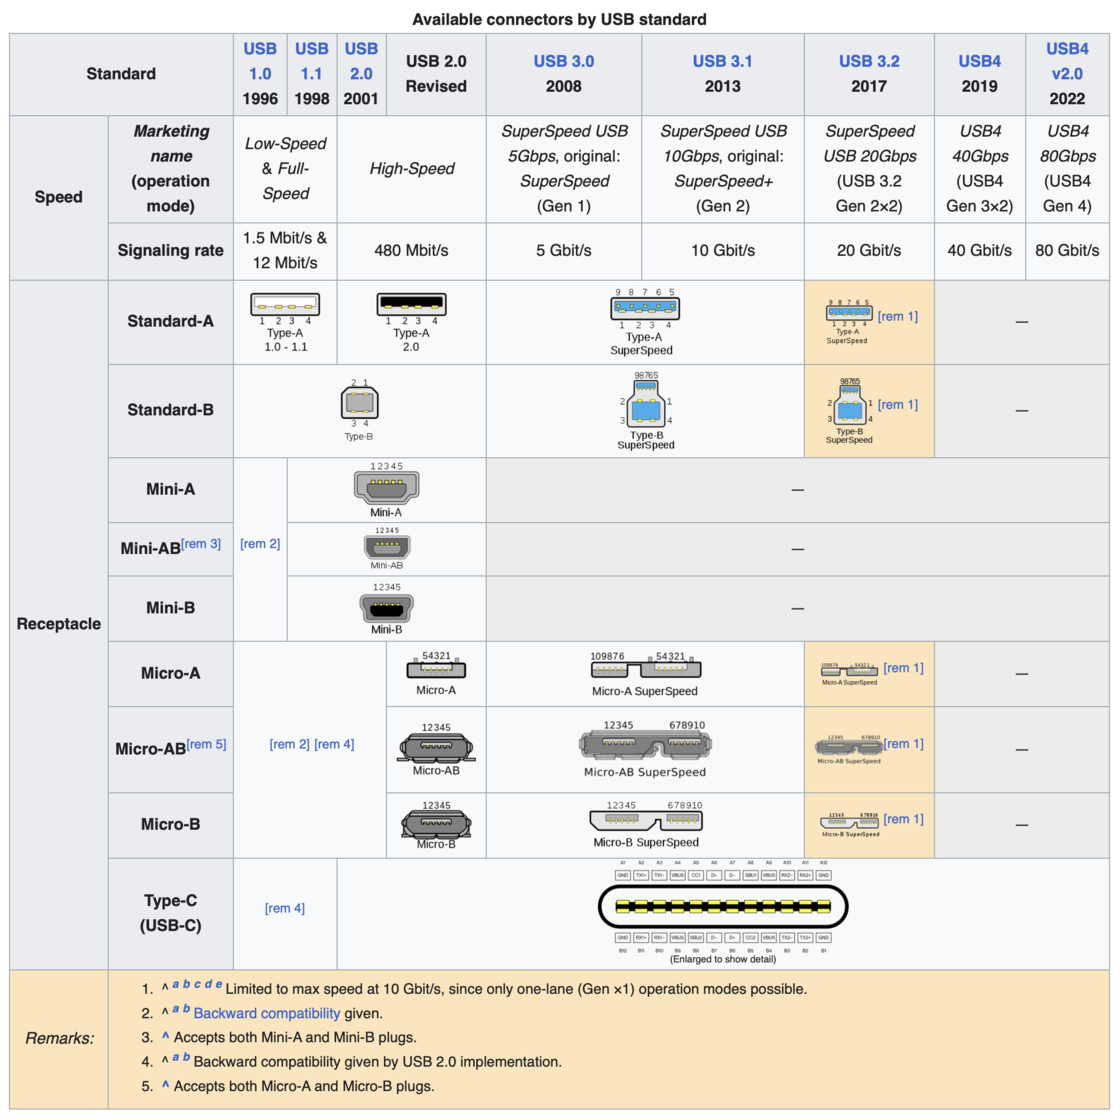 Available connectors by USB standard
Standard
USB
1.0
1996
USB
1.1
1998
USB
2.0
2001
USB 2.0
Revised
USB 3.0
2008
USB 3.1
2013
USB 3.2
2017
USB4
2019
USB4
v2.0
2022
Speed
Marketing
name
(operation
mode)
Low-Speed
& Full-
Speed
High-Speed
SuperSpeed USB
5Gbps, original:
SuperSpeed
(Gen 1)
SuperSpeed USB
10Gbps, original:
SuperSpeed+
(Gen 2)
SuperSpeed
USB 20Gbps
(USB 3.2
Gen 2×2)
USB4
40Gbps
(USB4
Gen 3×2)
USB4
80Gbps
(USB4
Gen 4)
Signaling rate
1.5 Mbit/s &
12 Mbit/s
480 Mbit/s
5 Gbit/s
10 Gbit/s
20 Gbit/s
40 Gbit/s
80 Gbit/s
Receptacle
Standard-A
1 2 3 4
Type-A
1.0 - 1.1
1 2 3 4
Type-A
2.0
9 8 7 6 5
1 2 3 4
Type-A
SuperSpeed
9 8 7 6 5
1 2 3 4
Type-A
SuperSpeed
[rem 1]
—
Standard-B
2 1
3 4
Type-B
98765
2 1
3 4
Type-B
SuperSpeed
98765
2 1
3 4
Type-B
SuperSpeed
[rem 1]
—
Mini-A
[rem 2]
12345
Mini-A
—
Mini-AB[rem 3]
12345
Mini-AB
—
Mini-B
12345
Mini-B
—
Micro-A
[rem 2] [rem 4]
54321
Micro-A
109876 54321
Micro-A SuperSpeed
109876 54321
Micro-A SuperSpeed
[rem 1]
—
Micro-AB[rem 5]
12345
Micro-AB
12345 678910
Micro-AB SuperSpeed
12345 678910
Micro-AB SuperSpeed
[rem 1]
—
Micro-B
12345
Micro-B
12345 678910
Micro-B SuperSpeed
12345 678910
Micro-B SuperSpeed
[rem 1]
—
Type-C
(USB-C)
[rem 4]
A1 A2 A3 A4 A5 A6 A7 A8 A9 A10 A11 A12
GND TX1+ TX1- VBUS CC1 D+ D- SBU1 VBUS RX2- RX2+ GND
GND RX1+ RX1- VBUS SBU2 D- D+ CC2 VBUS TX2- TX2+ GND
B12 B11 B10 B9 B8 B7 B6 B5 B4 B3 B2 B1
(Enlarged to show detail)
Remarks:
1. ^ a b c d e Limited to max speed at 10 Gbit/s, since only one-lane (Gen ×1) operation modes possible.
2. ^ a b Backward compatibility given.
3. ^ Accepts both Mini-A and Mini-B plugs.
4. ^ a b Backward compatibility given by USB 2.0 implementation.
5. ^ Accepts both Micro-A and Micro-B plugs.